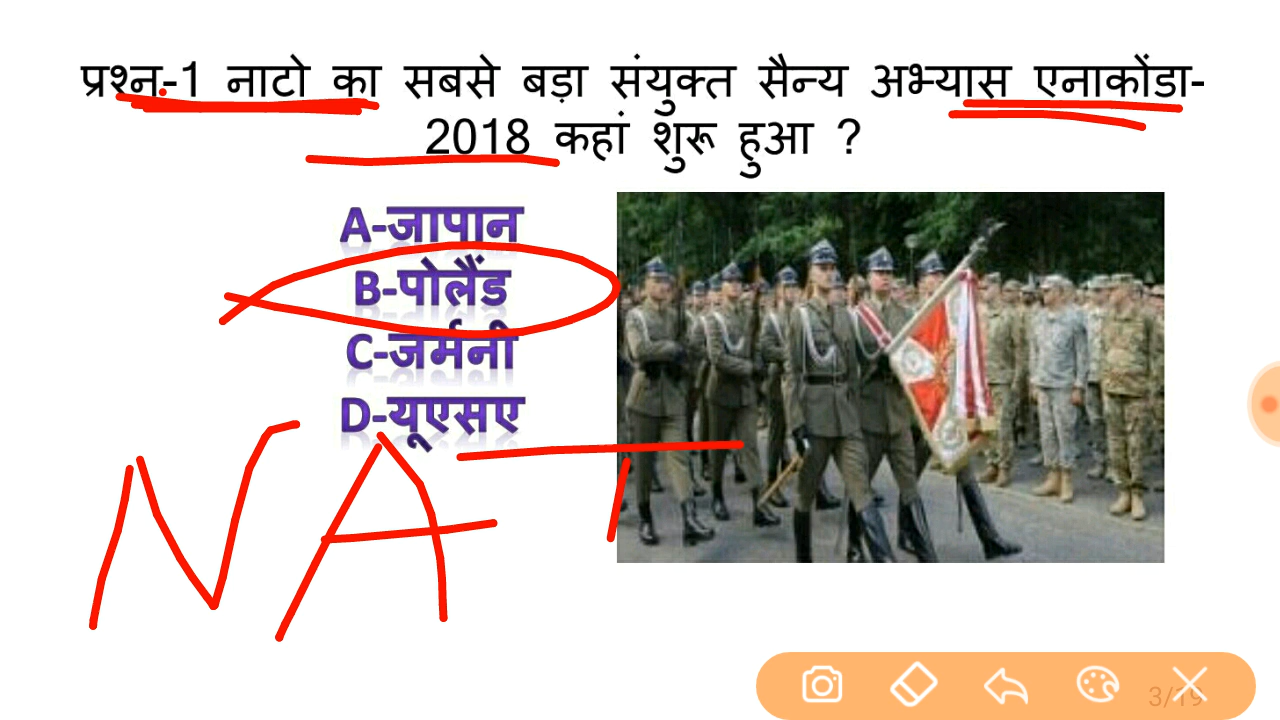 प्रश्न-1 नाटो का सबसे बड़ा संयुक्त सैन्य अभ्यास एनाकोंडा-
2018 कहां शुरू हुआ ?
A-जापान
B-पोलैंड
C-जर्मनी
D-यूएसए
NAT
3/19